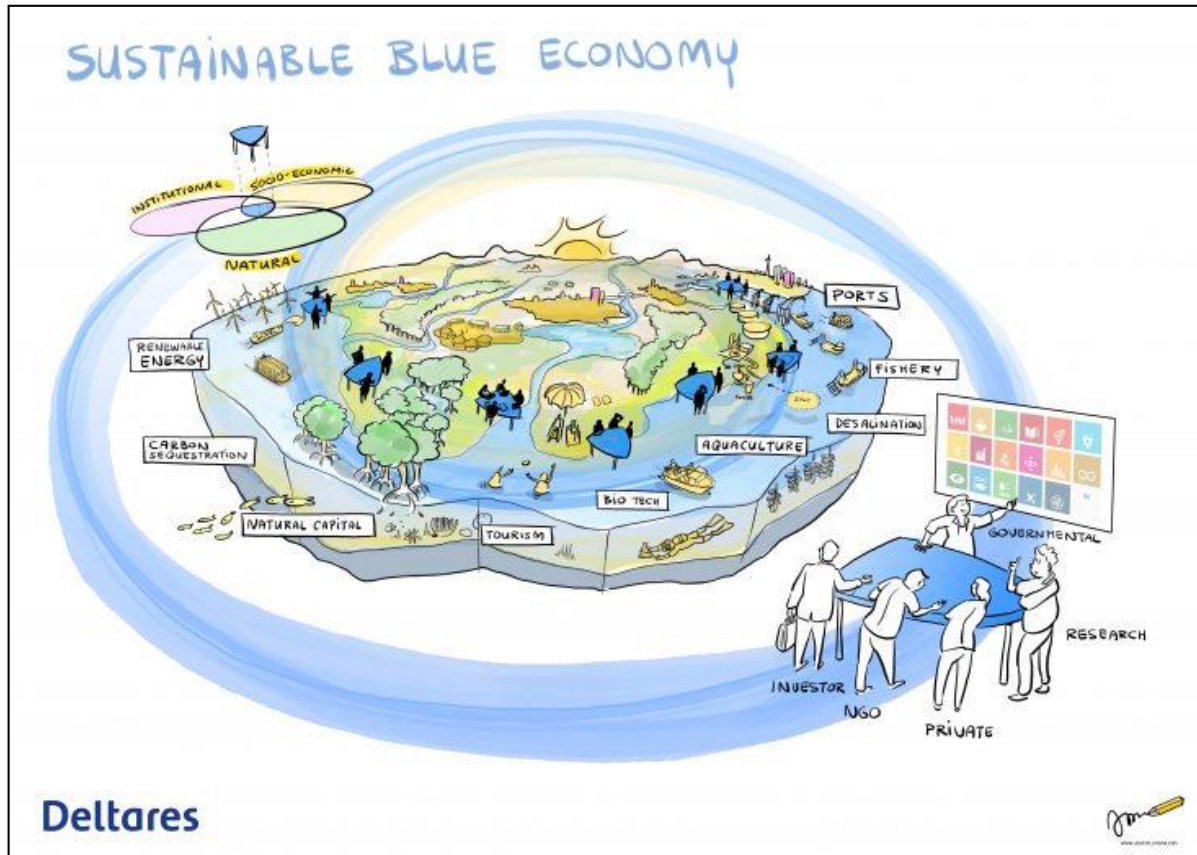 SUSTAINABLE BLUE ECONOMY
INSTITUTIONAL
SOCIO-ECONOMIC
NATURAL
PORTS
RENEWABLE
ENERGY
FISHERY
DESALINATION
CARBON
SEQUESTRATION
AQUACULTURE
BIO TECH
NATURAL CAPITAL
TOURISM
GOVERNMENTAL
RESEARCH
INVESTOR
NGO
PRIVATE
Deltares